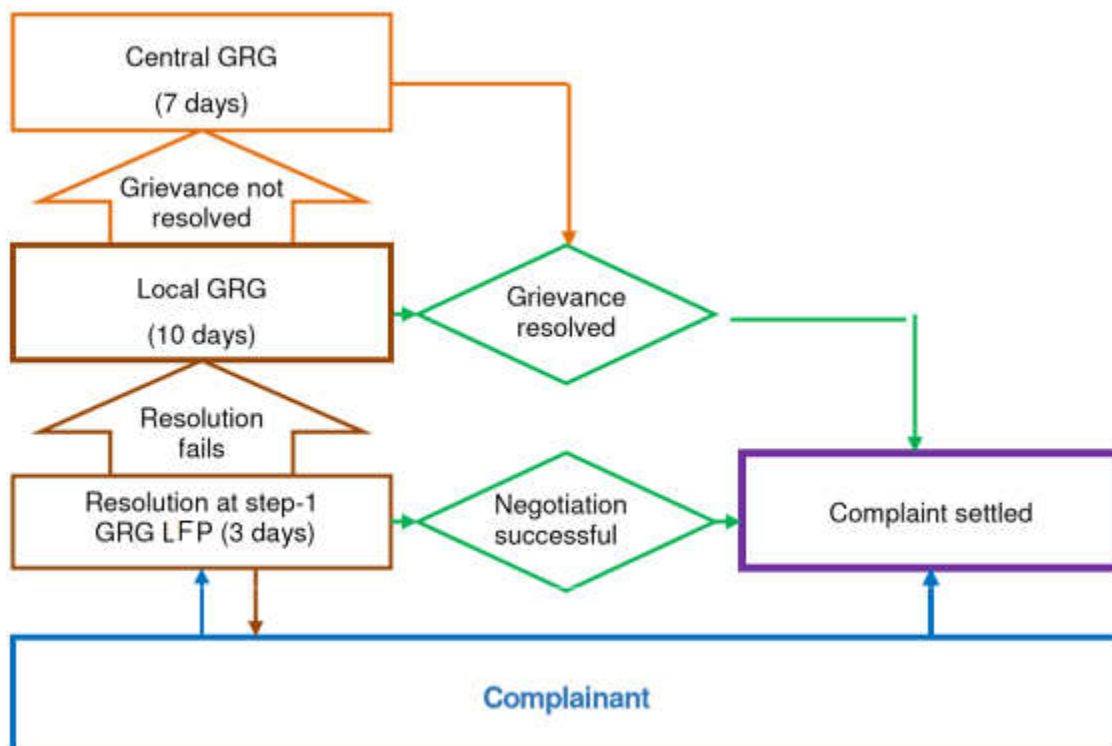 Central GRG
(7 days)
Grievance not
resolved
Local GRG
(10 days)
Grievance
resolved
Resolution
fails
Resolution at step-1
GRG LFP (3 days)
Negotiation
successful
Complaint settled
Complainant